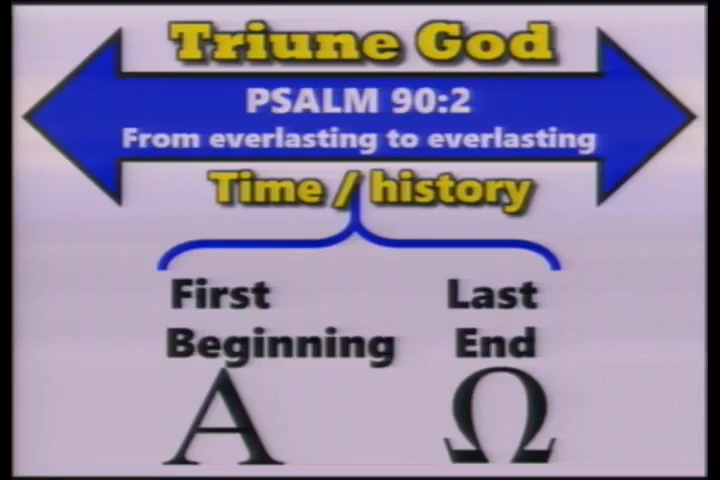 Triune God
PSALM 90:2
From everlasting to everlasting
Time / history
First Last
Beginning End
Α Ω